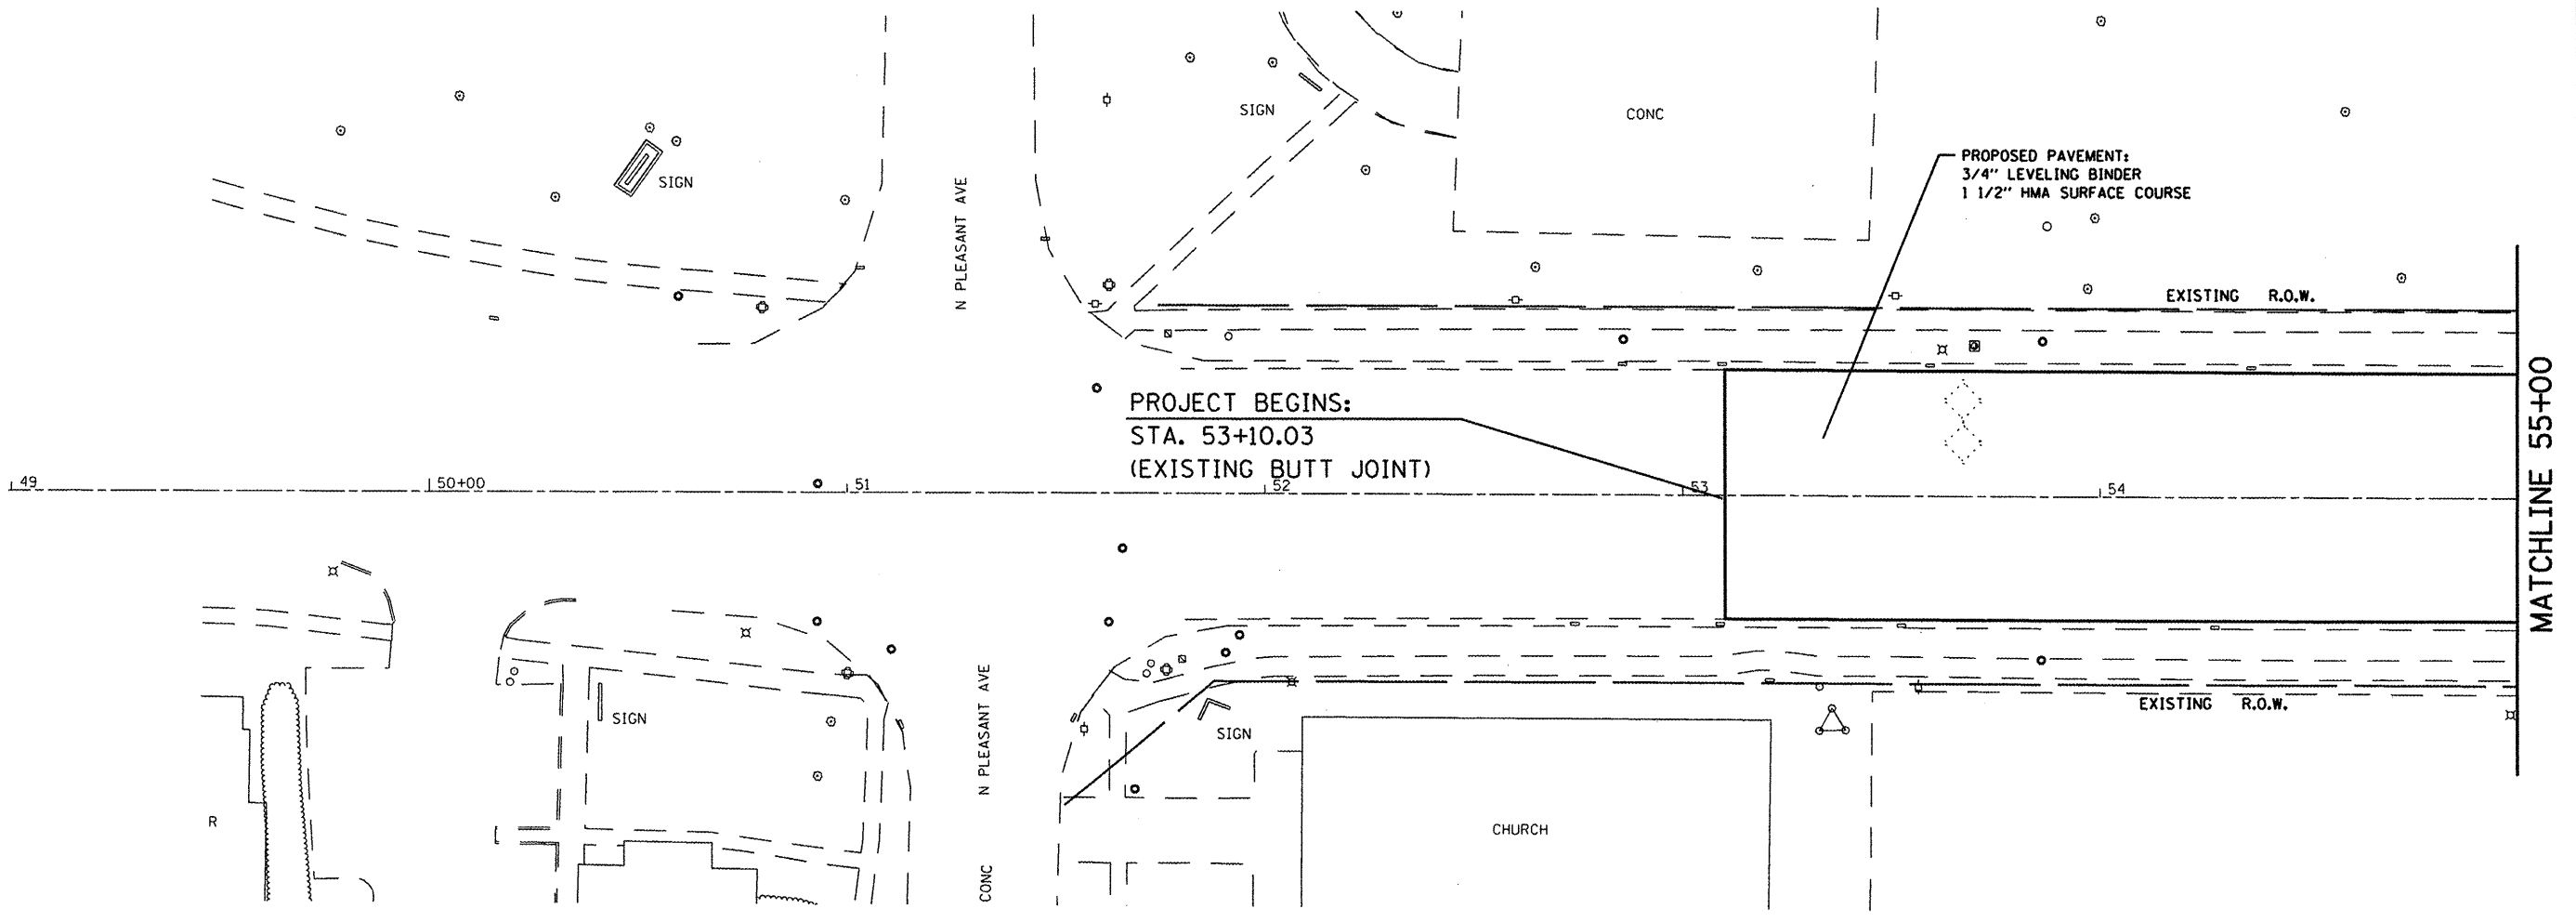 SIGN
SIGN
CONC
N PLEASANT AVE
PROPOSED PAVEMENT:
3/4" LEVELING BINDER
1 1/2" HMA SURFACE COURSE
EXISTING R.O.W.
PROJECT BEGINS:
STA. 53+10.03
(EXISTING BUTT JOINT)
49
50+00
51
52
53
54
MATCHLINE 55+00
EXISTING R.O.W.
SIGN
SIGN
N PLEASANT AVE
CONC
R
CHURCH